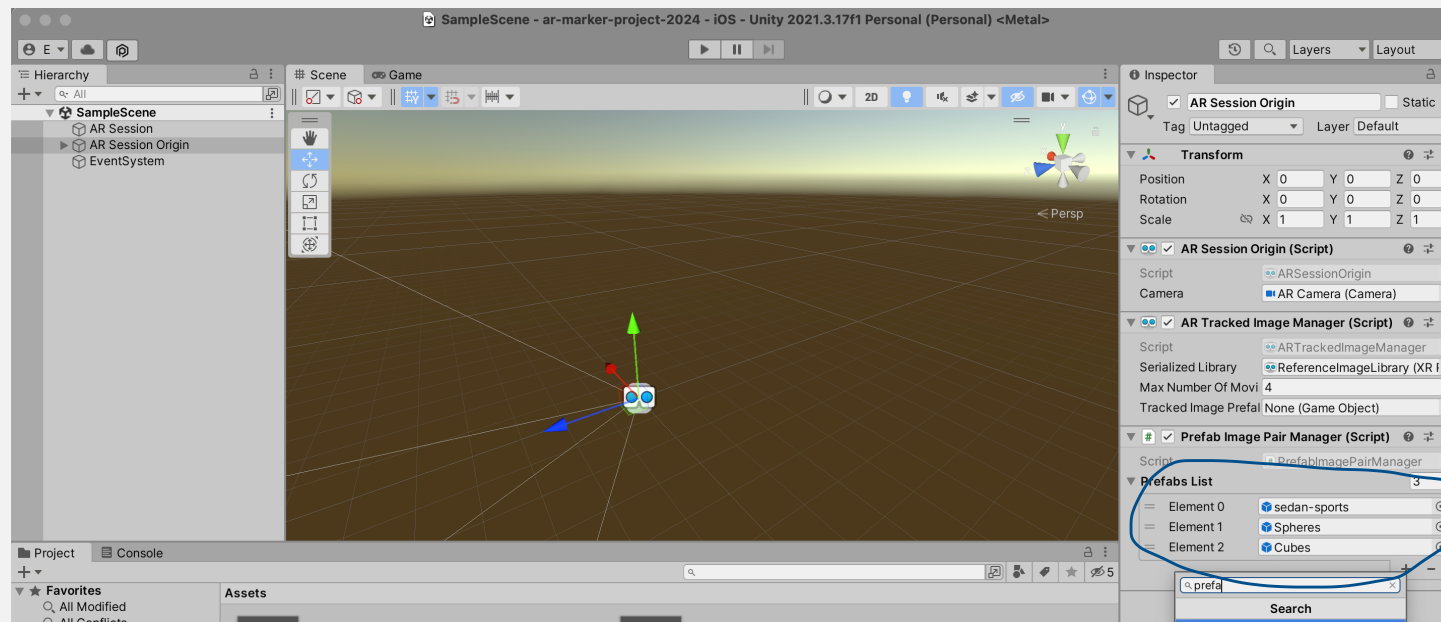 SampleScene - ar-marker-project-2024 - iOS - Unity 2021.3.17f1 Personal (Personal) <Metal>
E
Layers
Layout
Hierarchy
All
SampleScene
AR Session
AR Session Origin
EventSystem
Scene
Game
2D
y
Persp
Inspector
AR Session Origin
Static
Tag Untagged
Layer Default
Transform
Position X 0 Y 0 Z 0
Rotation X 0 Y 0 Z 0
Scale X 1 Y 1 Z 1
AR Session Origin (Script)
Script ARSessionOrigin
Camera AR Camera (Camera)
AR Tracked Image Manager (Script)
Script ARTrackedImageManager
Serialized Library ReferenceImageLibrary (XR
Max Number Of Movi 4
Tracked Image Prefal None (Game Object)
Prefab Image Pair Manager (Script)
Script PrefabImagePairManager
Prefabs List 3
Element 0 sedan-sports
Element 1 Spheres
Element 2 Cubes
prefa
Search
Project
Console
5
Favorites
All Modified
All Conflicts
Assets